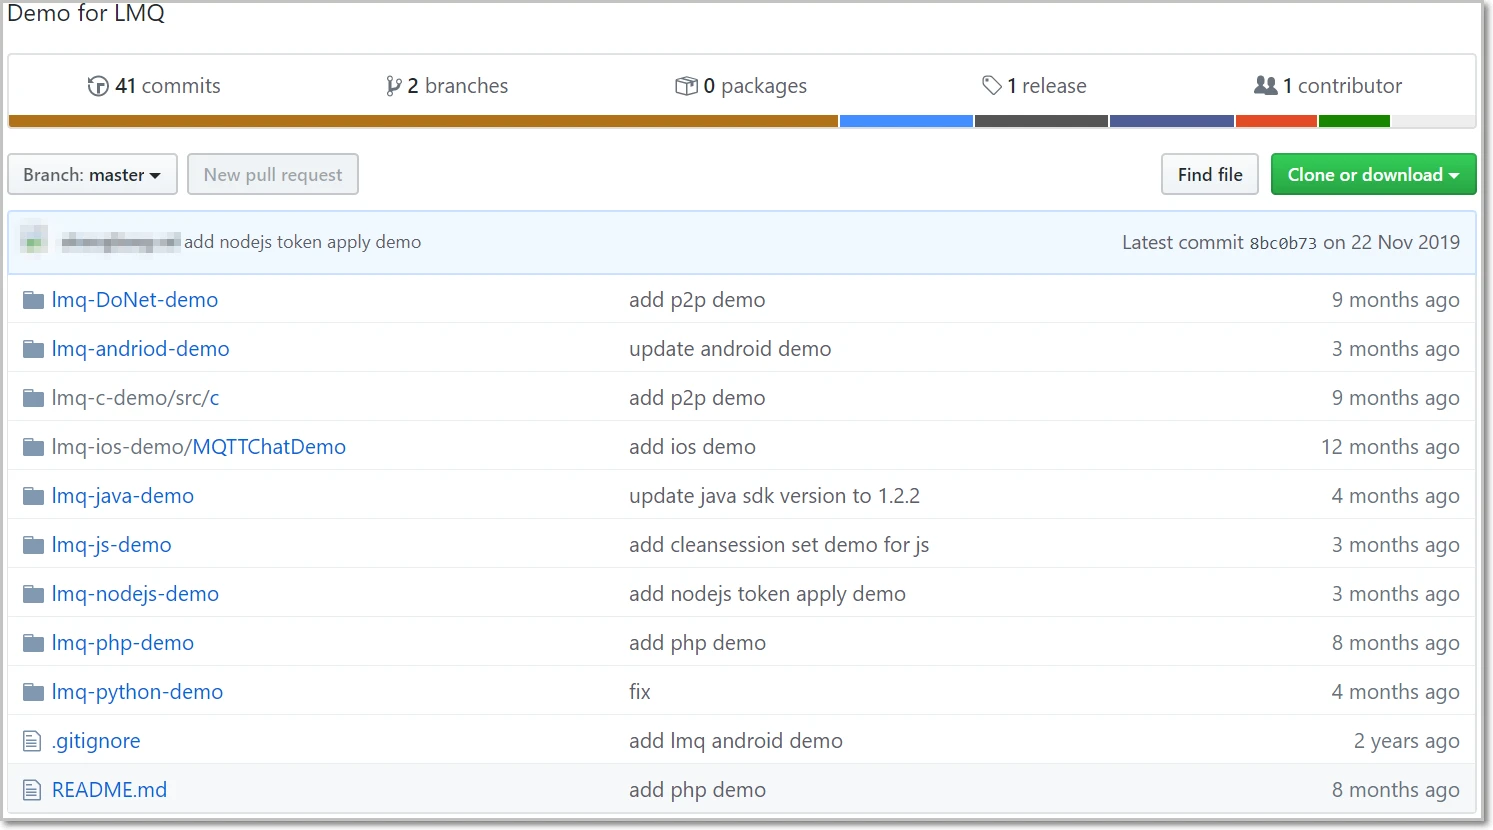 Demo for LMQ
41 commits 2 branches 0 packages 1 release 1 contributor
Branch: master New pull request Find file Clone or download
add nodejs token apply demo Latest commit 8bc0b73 on 22 Nov 2019
lmq-DoNet-demo add p2p demo 9 months ago
lmq-andriod-demo update android demo 3 months ago
lmq-c-demo/src/c add p2p demo 9 months ago
lmq-ios-demo/MQTTChatDemo add ios demo 12 months ago
lmq-java-demo update java sdk version to 1.2.2 4 months ago
lmq-js-demo add cleansession set demo for js 3 months ago
lmq-nodejs-demo add nodejs token apply demo 3 months ago
lmq-php-demo add php demo 8 months ago
lmq-python-demo fix 4 months ago
.gitignore add lmq android demo 2 years ago
README.md add php demo 8 months ago